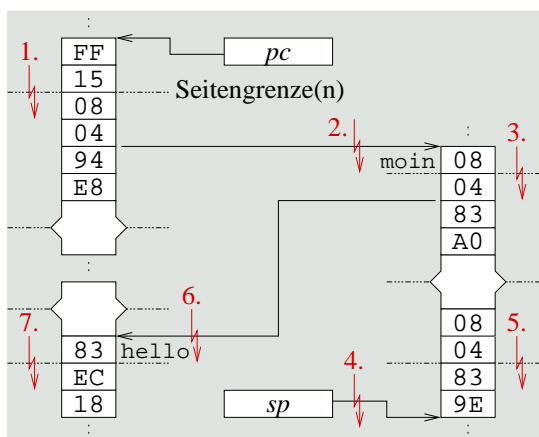 FF
pc
1.
15
Seitengrenze(n)
08
04
2.
3.
94
moin
08
E8
04
83
A0
6.
7.
08
83
hello
04
5.
EC
4.
83
18
sp
9E